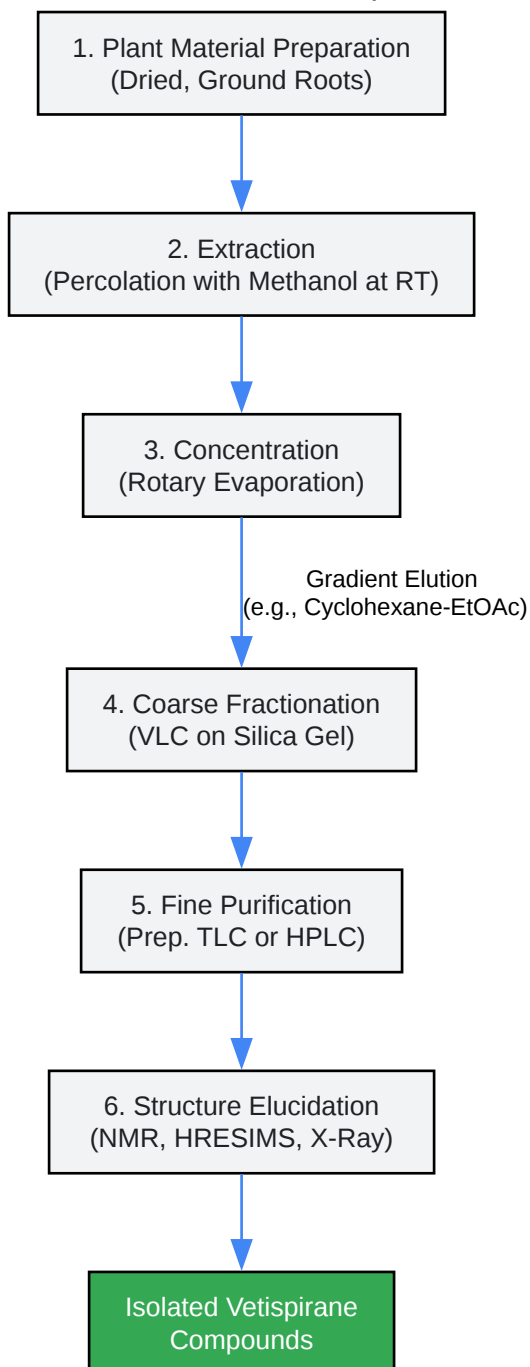 1. Plant Material Preparation
(Dried, Ground Roots)
2. Extraction
(Percolation with Methanol at RT)
3. Concentration
(Rotary Evaporation)
Gradient Elution
(e.g., Cyclohexane-EtOAc)
4. Coarse Fractionation
(VLC on Silica Gel)
5. Fine Purification
(Prep. TLC or HPLC)
6. Structure Elucidation
(NMR, HRESIMS, X-Ray)
Isolated Vetispirane
Compounds